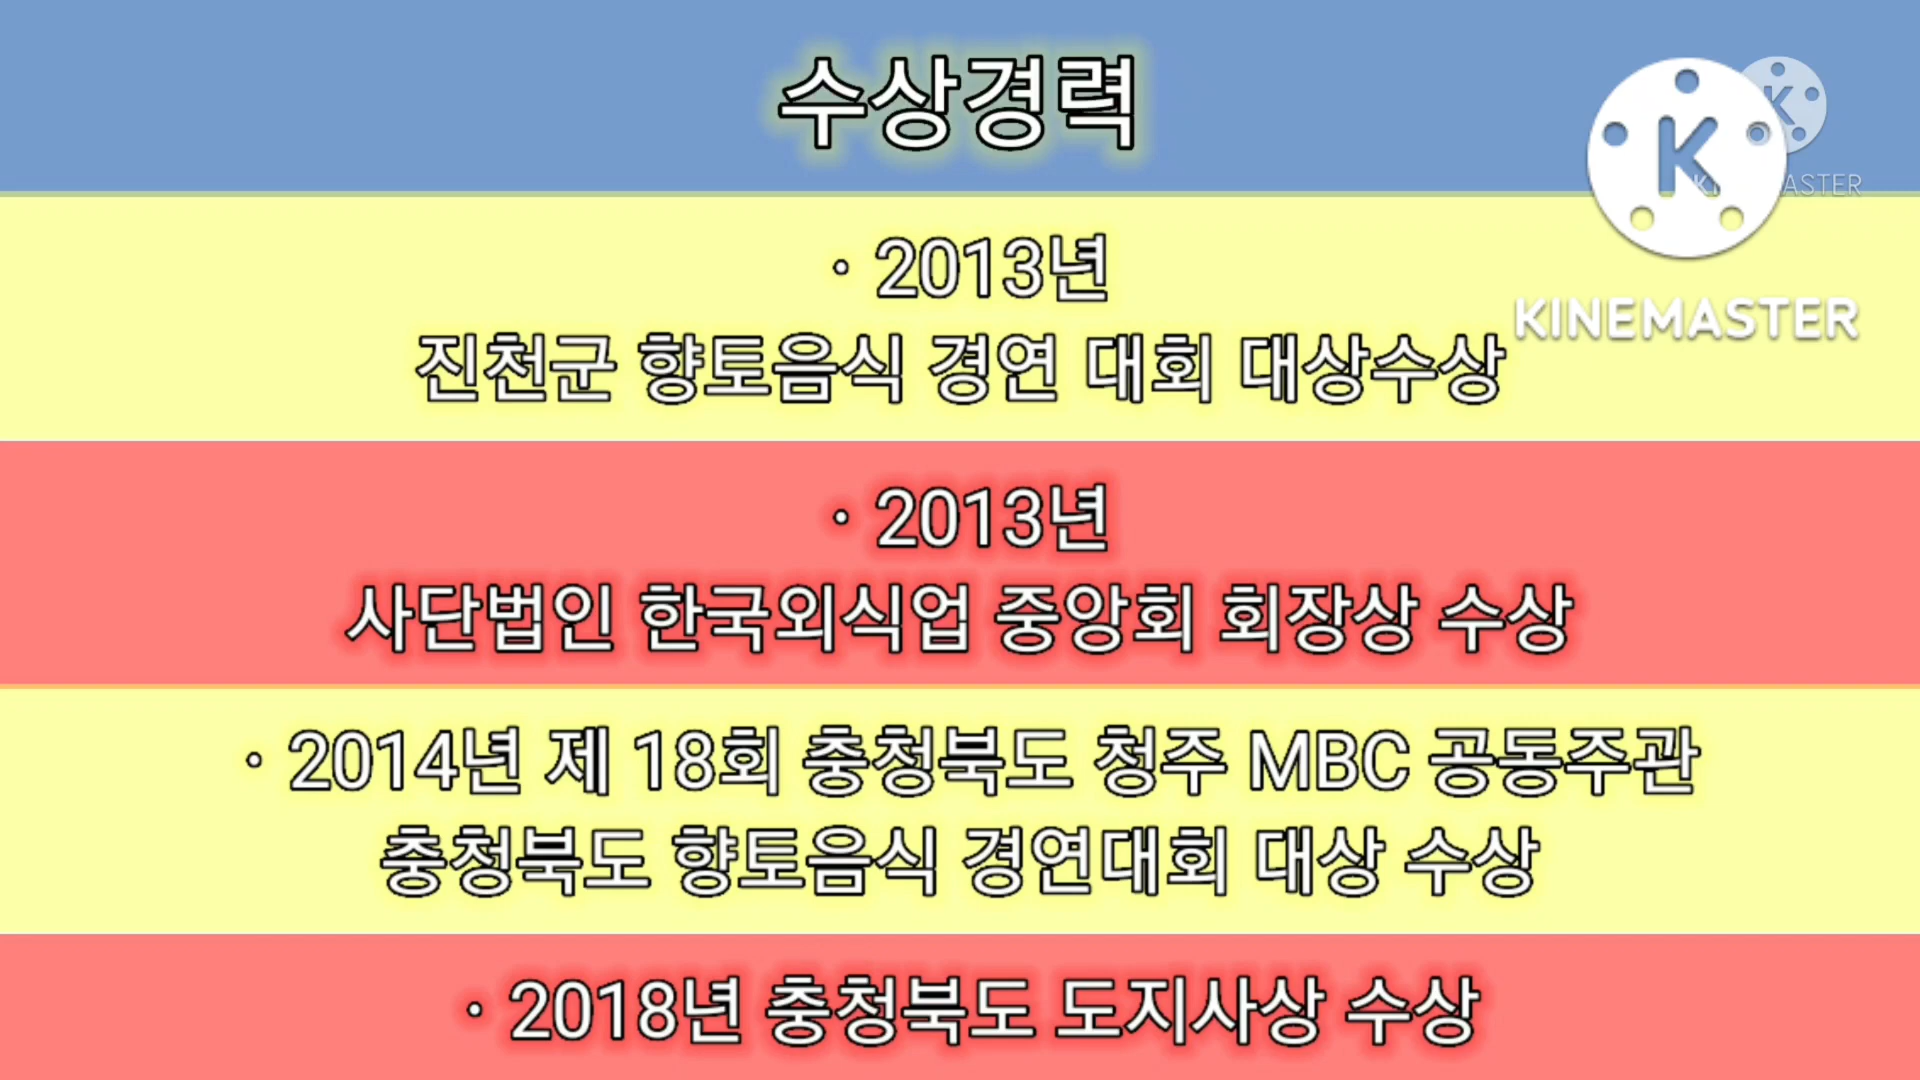 수상경력
K
KINEMASTER
· 2013년
진천군 향토음식 경연 대회 대상수상
· 2013년
사단법인 한국외식업 중앙회 회장상 수상
· 2014년 제 18회 충청북도 청주 MBC 공동주관
충청북도 향토음식 경연대회 대상 수상
· 2018년 충청북도 도지사상 수상